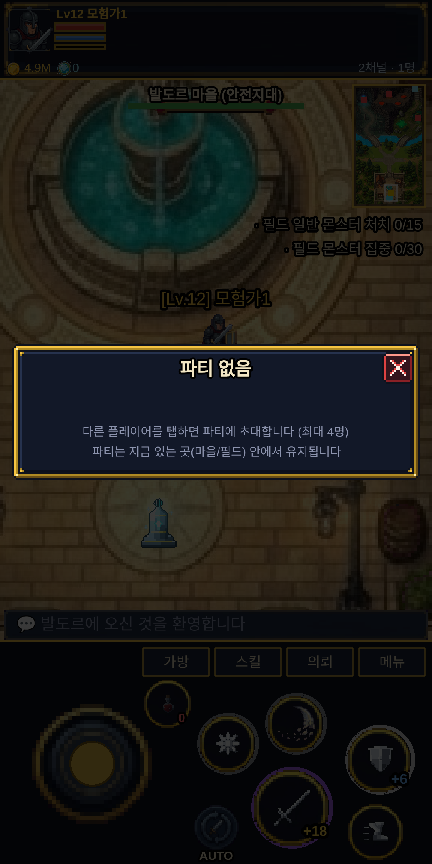 Lv12 모험가1
4.9M 0
2채널 · 1명
발도르 마을 (안전지대)
· 필드 일반 몬스터 처치 0/15
· 필드 몬스터 집중 0/30
[Lv.12] 모험가1
파티 없음
다른 플레이어를 탭하면 파티에 초대합니다 (최대 4명)
파티는 지금 있는 곳(마을/필드) 안에서 유지됩니다
발도르에 오신 것을 환영합니다
가방 스킬 의뢰 메뉴
0
+6
+18
AUTO